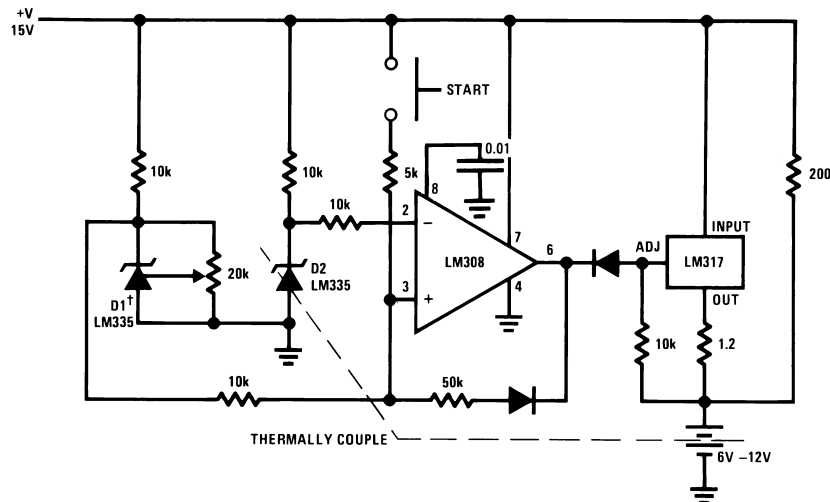 +V
15V
START
10k
10k
5k
0.01
8
200
10k
2
−
7
6
ADJ
INPUT
LM317
OUT
LM308
D1†
LM335
20k
D2
LM335
3
+
4
10k
1.2
10k
50k
THERMALLY COUPLE
6V –12V